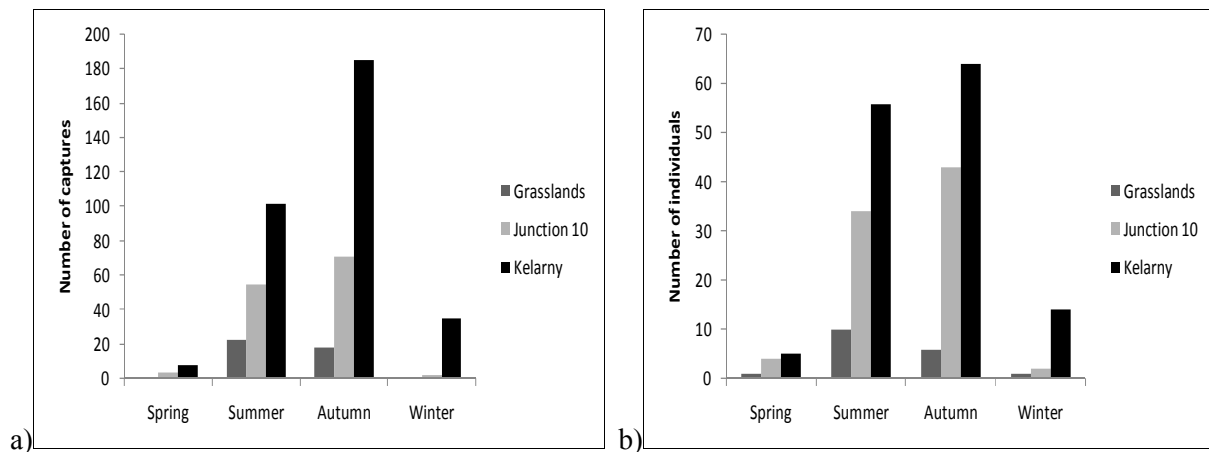 a)
Number of captures
200
180
160
140
120
100
80
60
40
20
0
Spring Summer Autumn Winter
Grasslands
Junction 10
Kelarny
b)
Number of individuals
70
60
50
40
30
20
10
0
Spring Summer Autumn Winter
Grasslands
Junction 10
Kelarny